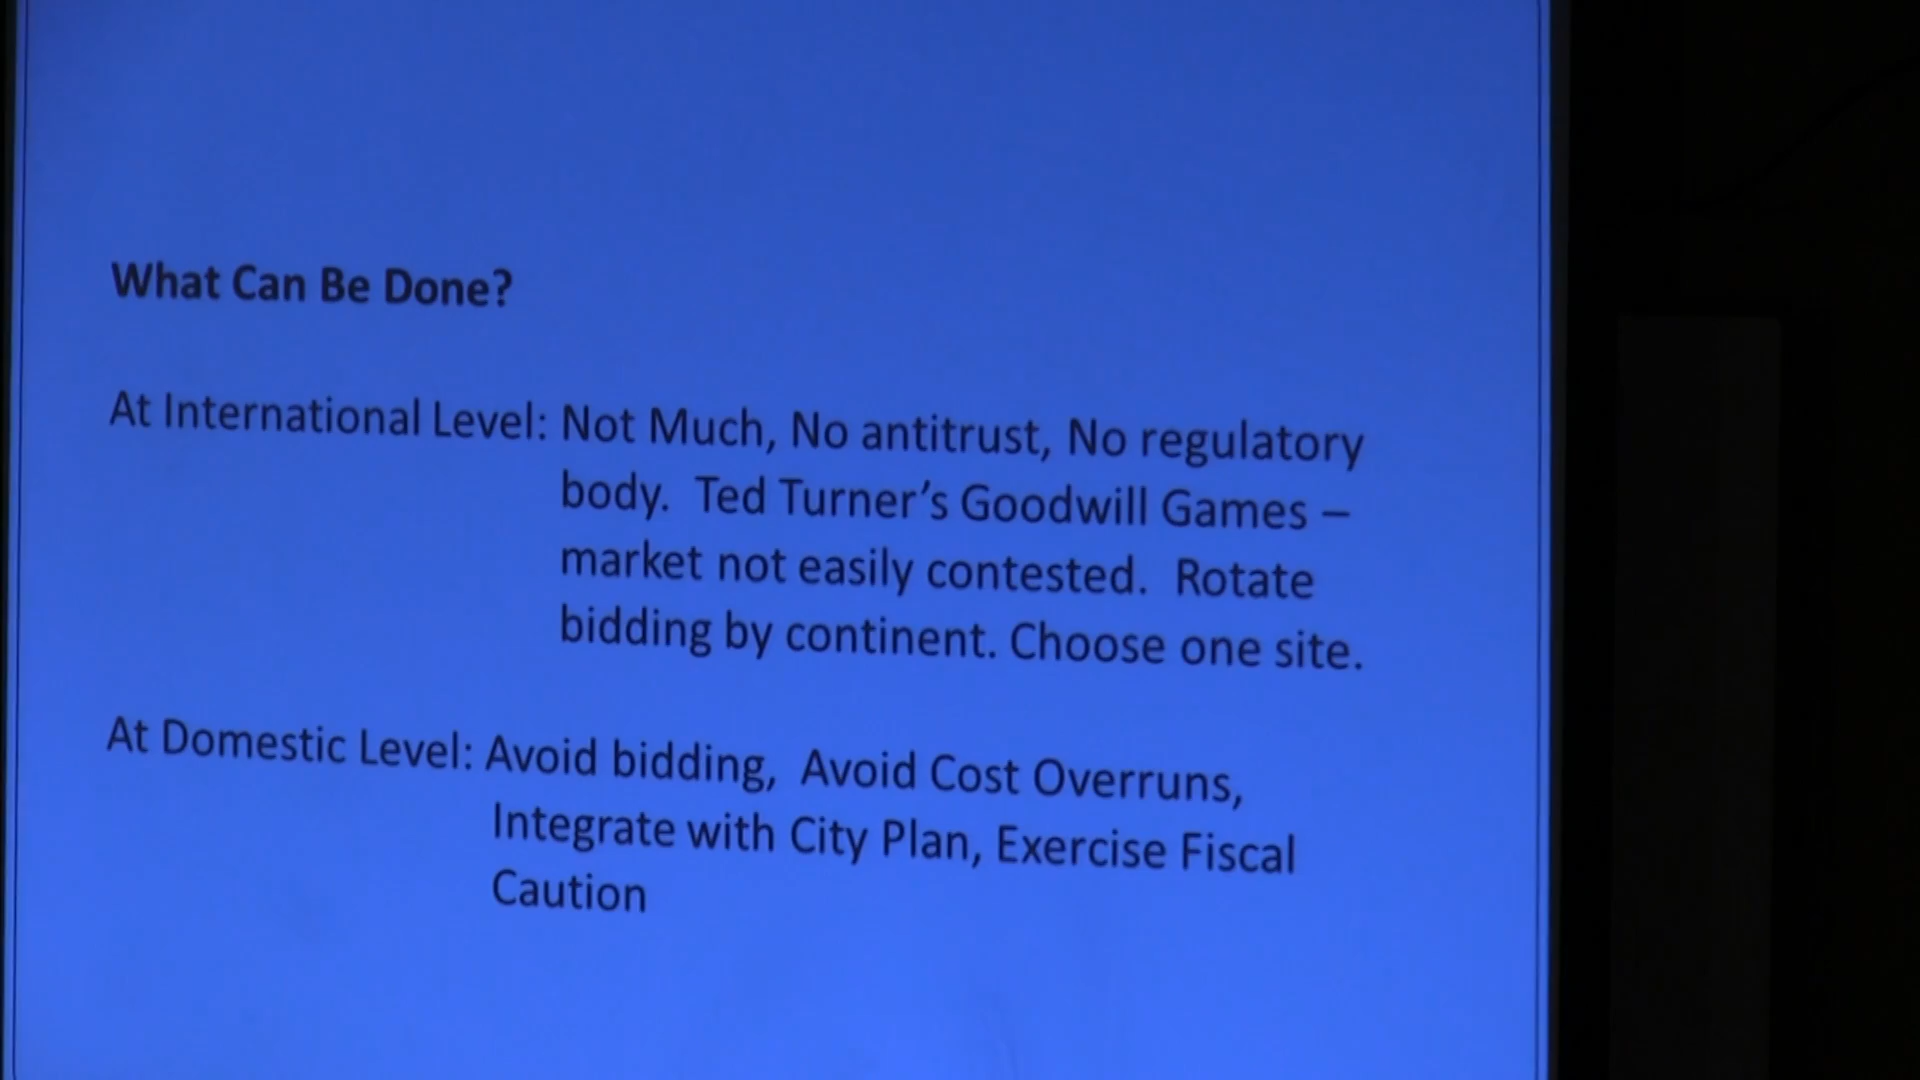 What Can Be Done?
At International Level: Not Much, No antitrust, No regulatory
body. Ted Turner's Goodwill Games –
market not easily contested. Rotate
bidding by continent. Choose one site.
At Domestic Level: Avoid bidding, Avoid Cost Overruns,
Integrate with City Plan, Exercise Fiscal
Caution